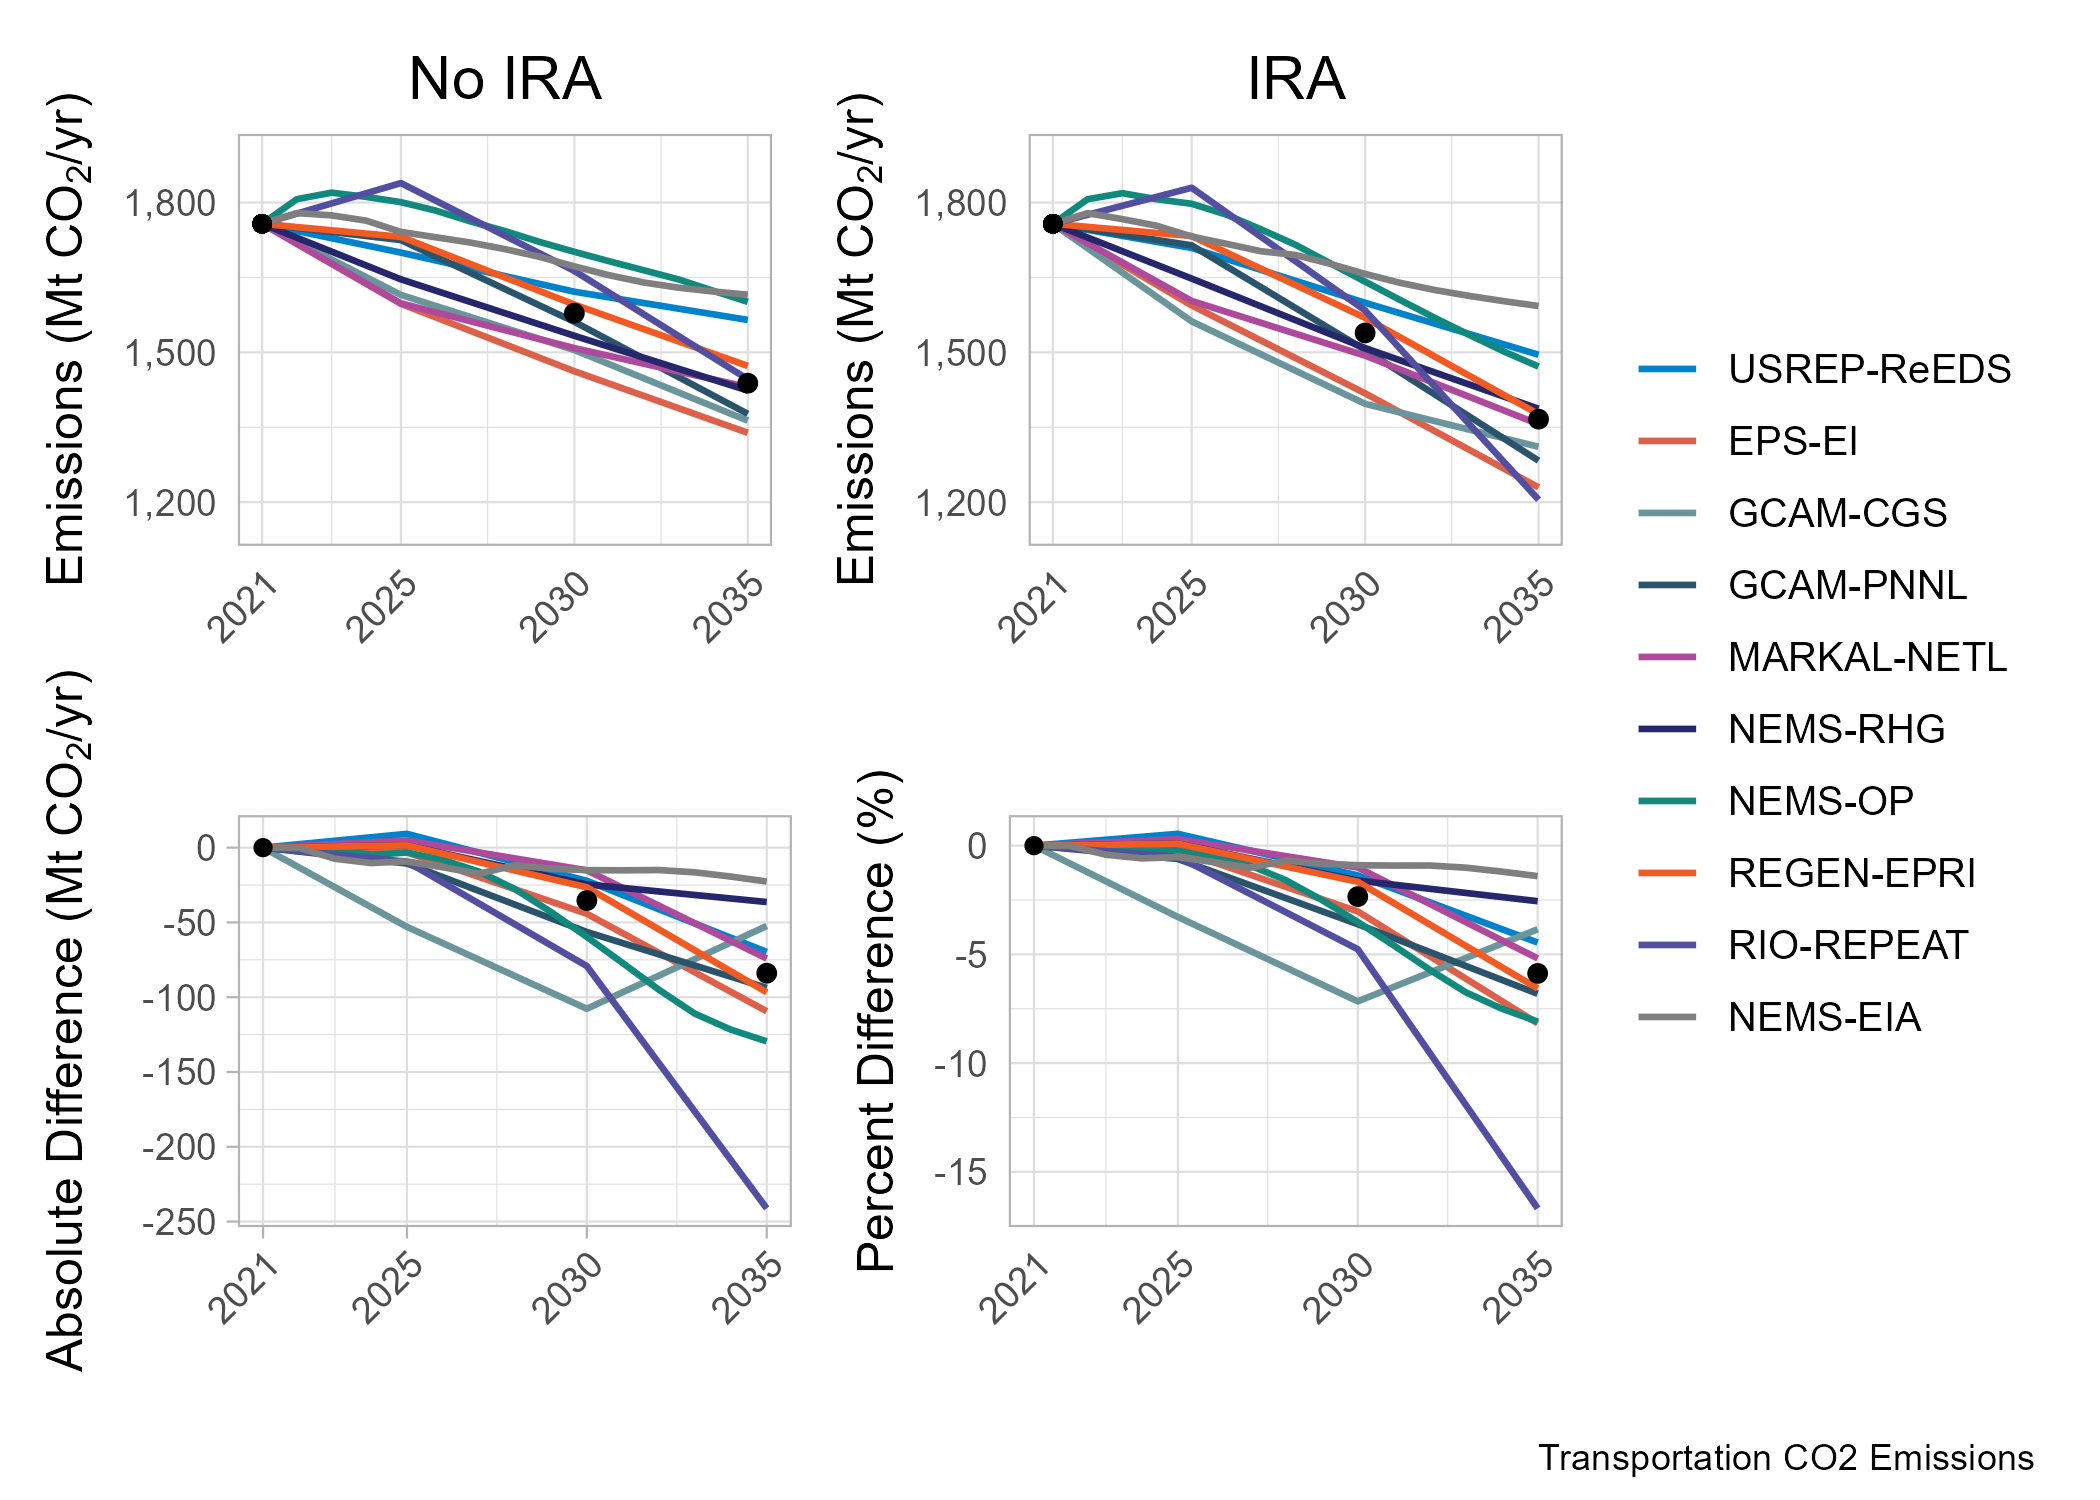 No IRA
Emissions (Mt CO₂/yr)
1,800
1,500
1,200
2021
2025
2030
2035
IRA
Emissions (Mt CO₂/yr)
1,800
1,500
1,200
2021
2025
2030
2035
Absolute Difference (Mt CO₂/yr)
0
-50
-100
-150
-200
-250
2021
2025
2030
2035
Percent Difference (%)
0
-5
-10
-15
2021
2025
2030
2035
USREP-ReEDS
EPS-EI
GCAM-CGS
GCAM-PNNL
MARKAL-NETL
NEMS-RHG
NEMS-OP
REGEN-EPRI
RIO-REPEAT
NEMS-EIA
Transportation CO2 Emissions